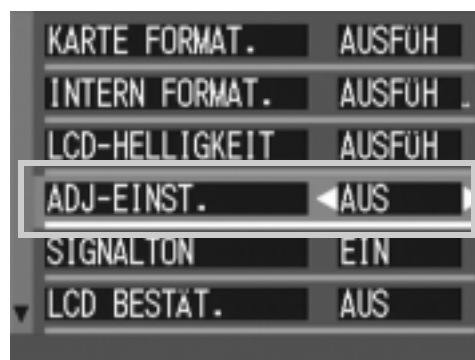 KARTE FORMAT. AUSFÜH
INTERN FORMAT. AUSFÜH
LCD-HELLIGKEIT AUSFÜH
ADJ-EINST. AUS
SIGNALTON EIN
LCD BESTÄT. AUS